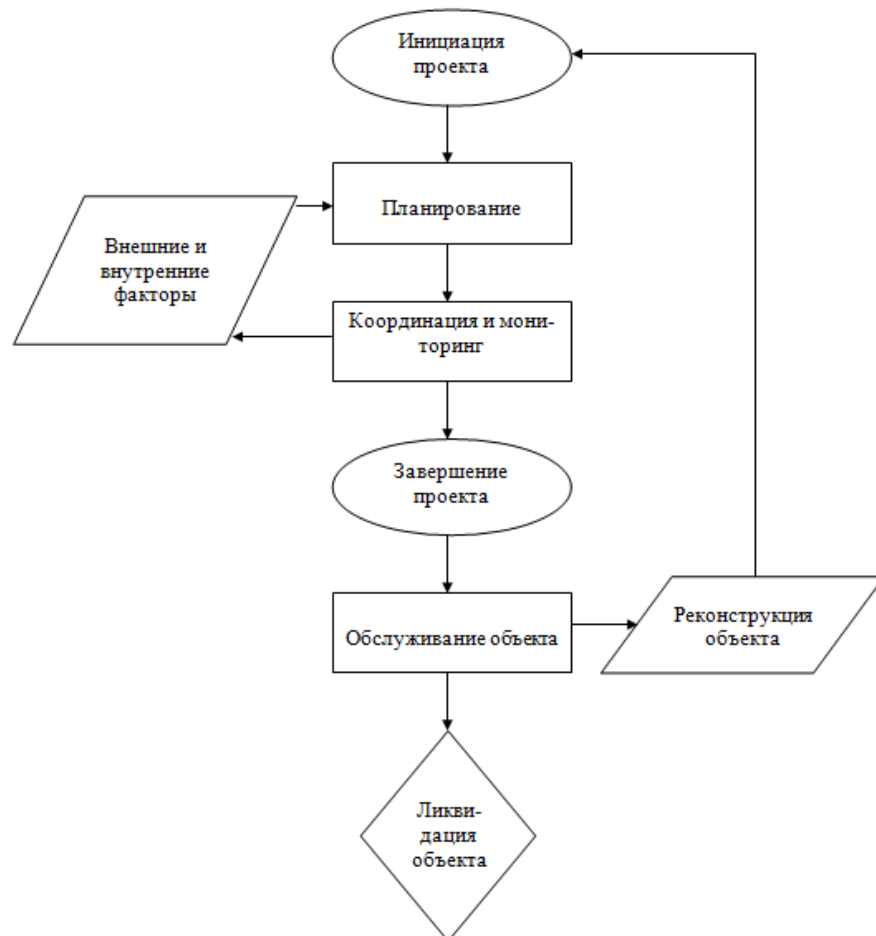 Инициация
проекта
Планирование
Внешние и
внутренние
факторы
Координация и мони-
торинг
Завершение
проекта
Обслуживание объекта
Реконструкция
объекта
Ликви-
дация
объекта